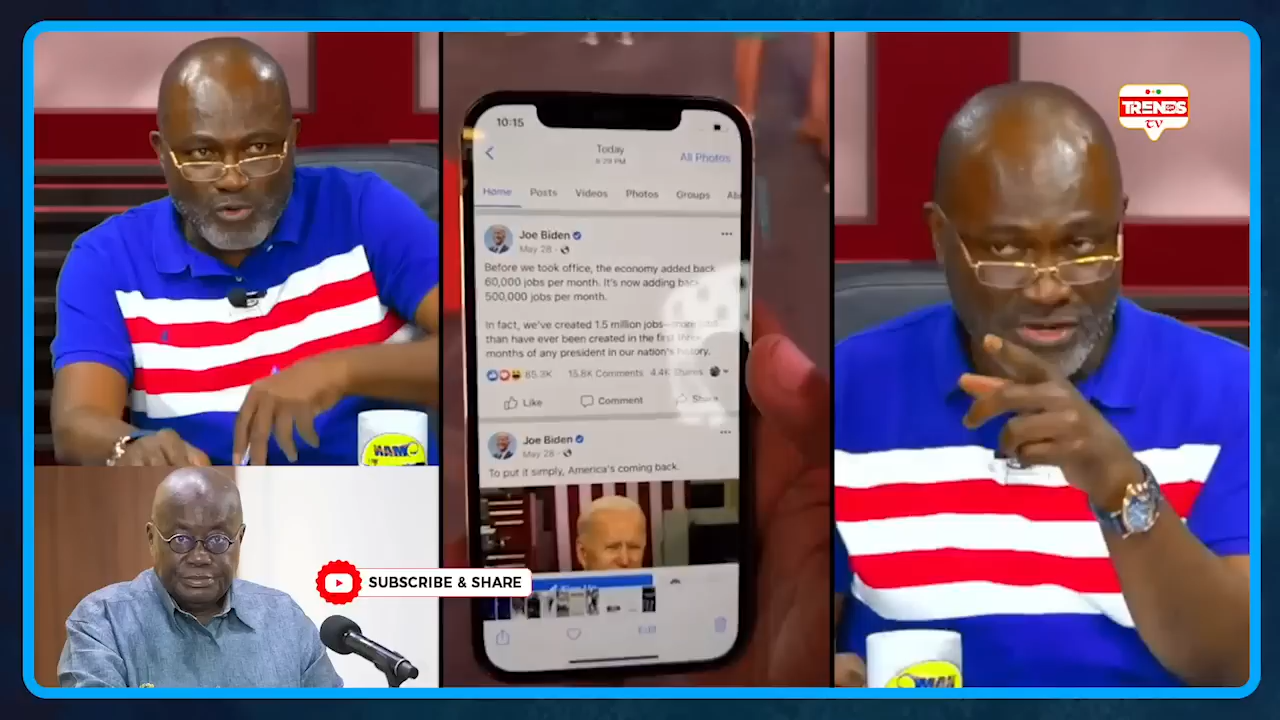 TRENDS
TV
10:15
Today
All Photos
Home Posts Videos Photos Groups
Joe Biden
May 28
Before we took office, the economy added back
60,000 jobs per month. It's now adding back
500,000 jobs per month.
In fact, we've created 1.5 million jobs—more jobs
than have ever been created in the first three
months of any president in our nation's history.
85.3K 15.8K Comments 4.4K Shares
Like Comment Share
Joe Biden
May 28
To put it simply, America's coming back.
Edit
SUBSCRIBE & SHARE